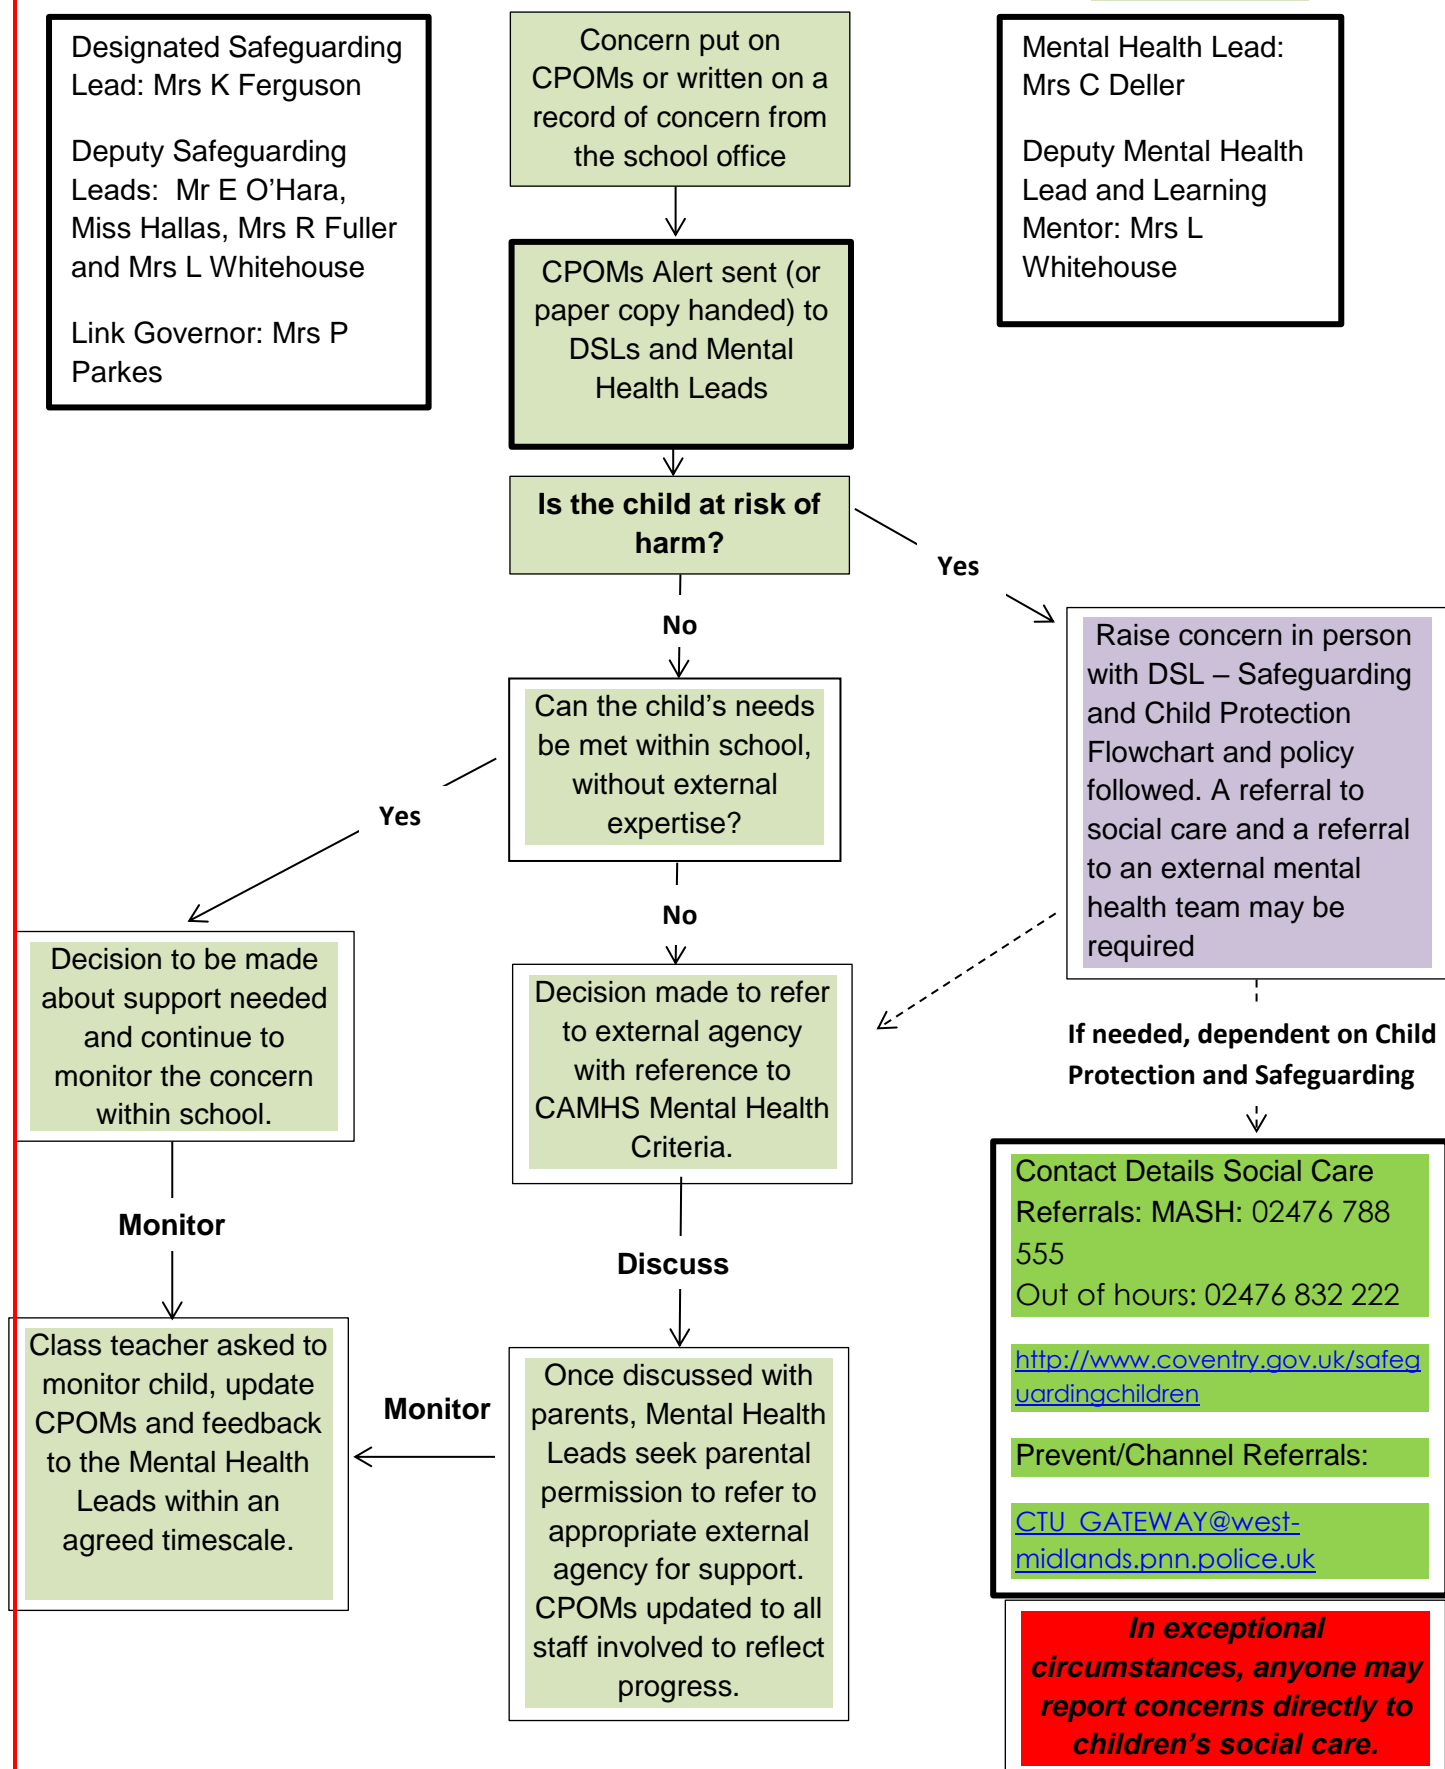 Designated Safeguarding
Lead: Mrs K Ferguson
Deputy Safeguarding
Leads:  Mr E O’Hara,
Miss Hallas, Mrs R Fuller
and Mrs L Whitehouse
Link Governor: Mrs P
Parkes
Concern put on
CPOMs or written on a
record of concern from
the school office
Mental Health Lead:
Mrs C Deller
Deputy Mental Health
Lead and Learning
Mentor: Mrs L
Whitehouse
CPOMs Alert sent (or
paper copy handed) to
DSLs and Mental
Health Leads
Is the child at risk of
harm?
Yes
No
Raise concern in person
with DSL – Safeguarding
and Child Protection
Flowchart and policy
followed. A referral to
social care and a referral
to an external mental
health team may be
required
Can the child’s needs
be met within school,
without external
expertise?
Yes
No
Decision to be made
about support needed
and continue to
monitor the concern
within school.
Decision made to refer
to external agency
with reference to
CAMHS Mental Health
Criteria.
If needed, dependent on Child
Protection and Safeguarding
Monitor
Discuss
Contact Details Social Care
Referrals: MASH: 02476 788
555
Out of hours: 02476 832 222
http://www.coventry.gov.uk/safeg
uardingchildren
Prevent/Channel Referrals:
CTU_GATEWAY@west-
midlands.pnn.police.uk
Class teacher asked to
monitor child, update
CPOMs and feedback
to the Mental Health
Leads within an
agreed timescale.
Monitor
Once discussed with
parents, Mental Health
Leads seek parental
permission to refer to
appropriate external
agency for support.
CPOMs updated to all
staff involved to reflect
progress.
In exceptional
circumstances, anyone may
report concerns directly to
children’s social care.